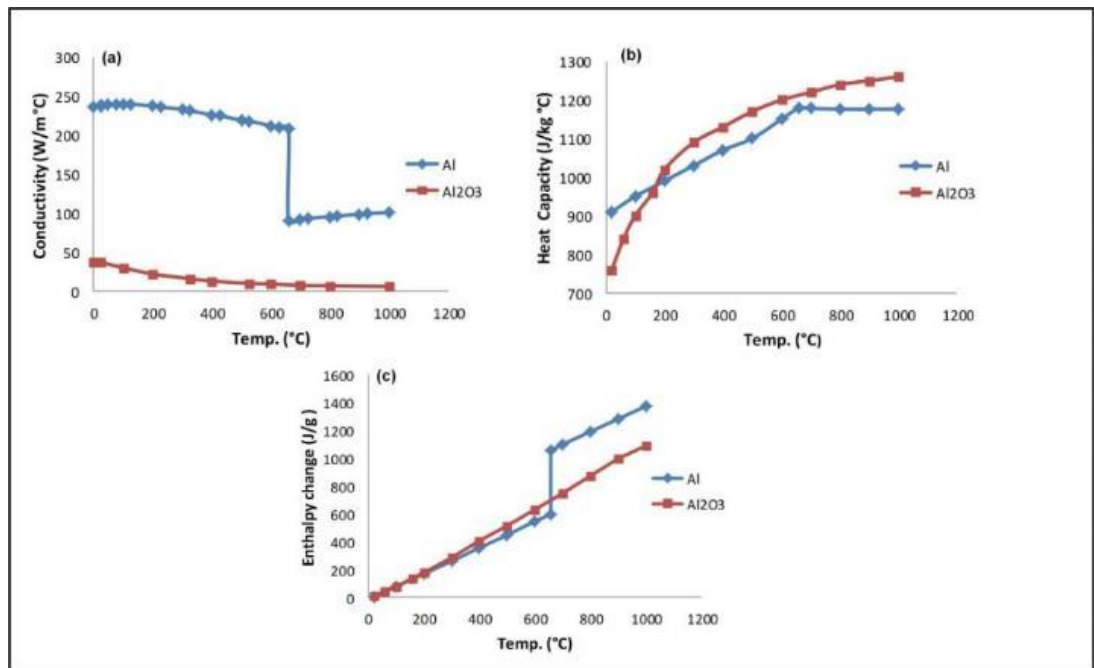 (a)
Conductivity (W/m°C)
300
250
200
150
100
50
0
0 200 400 600 800 1000 1200
Temp. (°C)
Al
Al2O3
(b)
Heat Capacity (J/kg °C)
1300
1200
1100
1000
900
800
700
0 200 400 600 800 1000 1200
Temp. (°C)
Al
Al2O3
(c)
Enthalpy change (J/g )
1600
1400
1200
1000
800
600
400
200
0
0 200 400 600 800 1000 1200
Temp. (°C)
Al
Al2O3